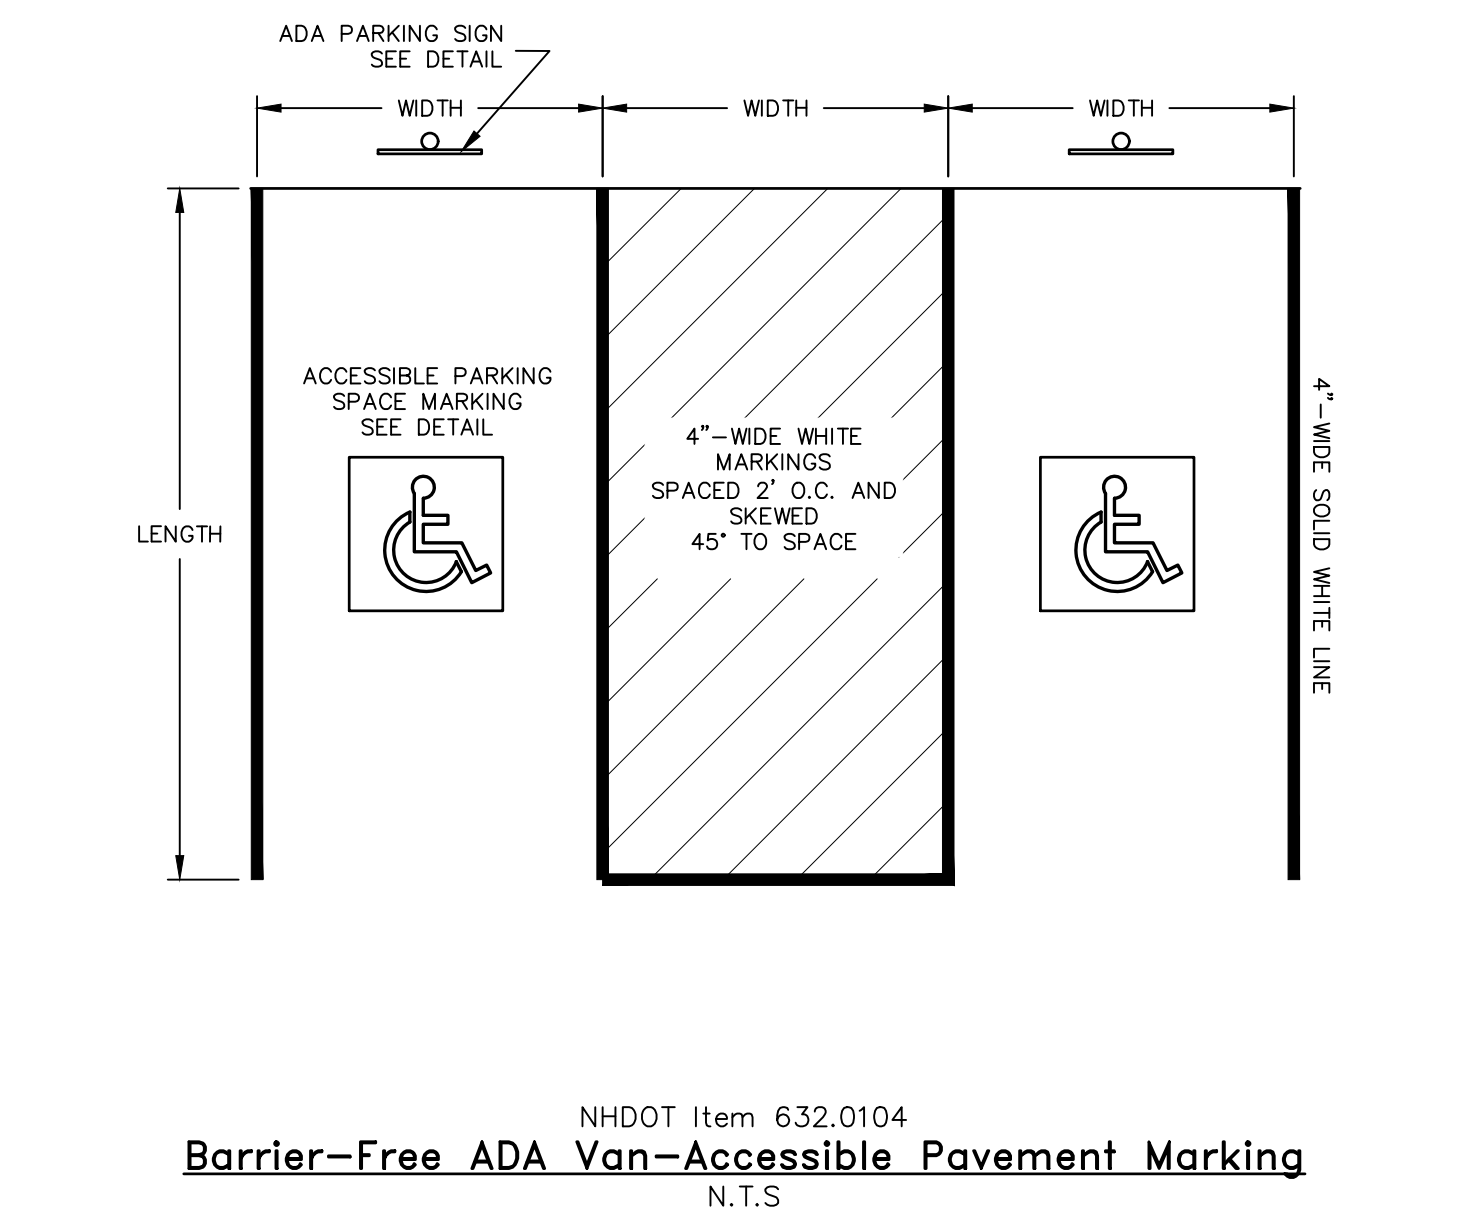 ADA PARKING SIGN
SEE DETAIL
WIDTH
WIDTH
WIDTH
ACCESSIBLE PARKING
SPACE MARKING
SEE DETAIL
4”-WIDE WHITE
MARKINGS
SPACED 2’ O.C. AND
SKEWED
45° TO SPACE
LENGTH
4”-WIDE SOLID WHITE LINE
NHDOT Item 632.0104
Barrier-Free ADA Van-Accessible Pavement Marking
N.T.S